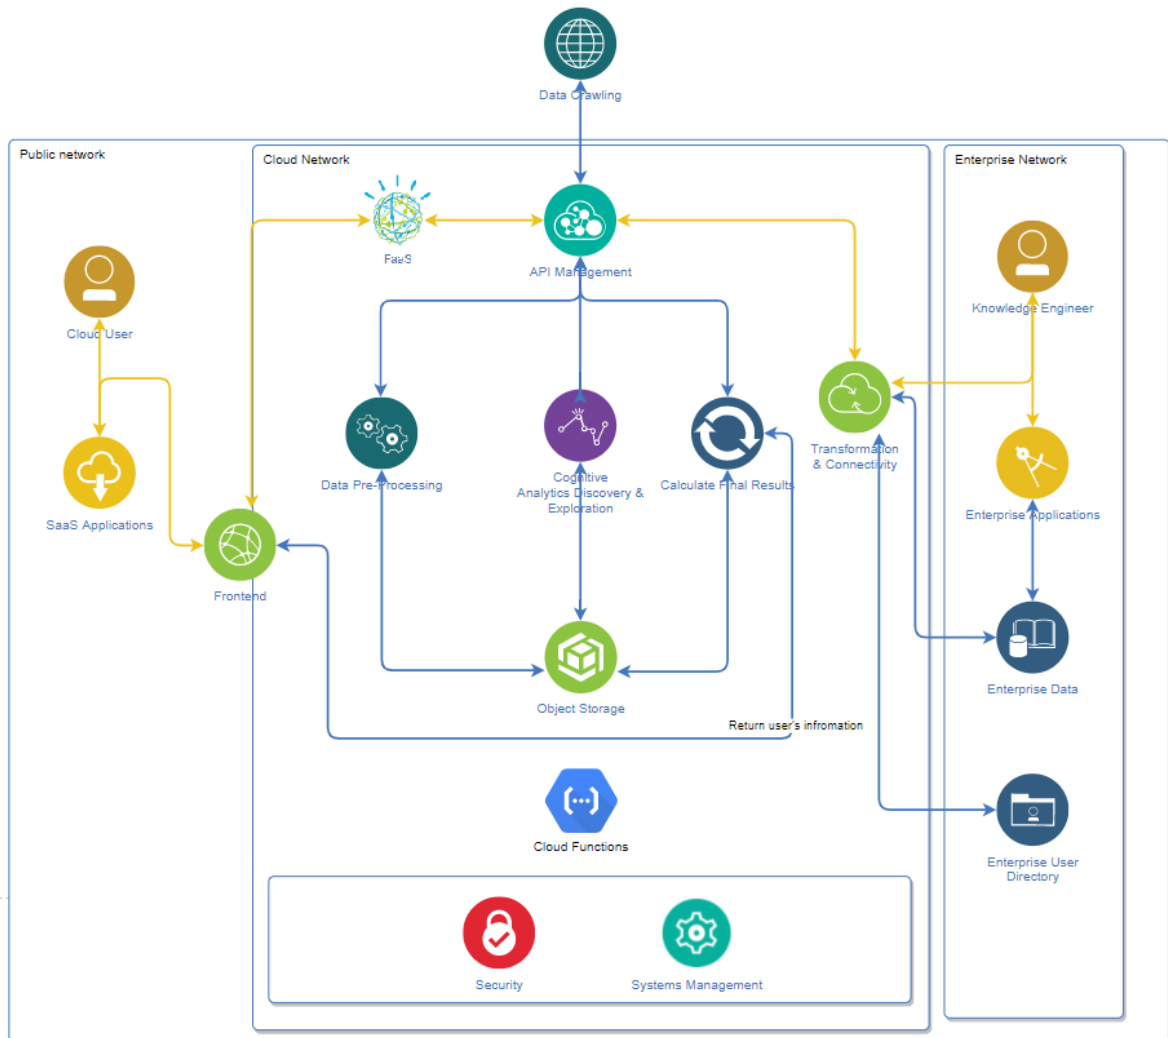 Data Crawling
Public network
Cloud Network
Enterprise Network
FaaS
API Management
Cloud User
Knowledge Engineer
Data Pre-Processing
Cognitive
Analytics Discovery &
Exploration
Calculate Final Results
Transformation
& Connectivity
SaaS Applications
Enterprise Applications
Frontend
Object Storage
Enterprise Data
Return user's infromation
Cloud Functions
Enterprise User
Directory
Security
Systems Management